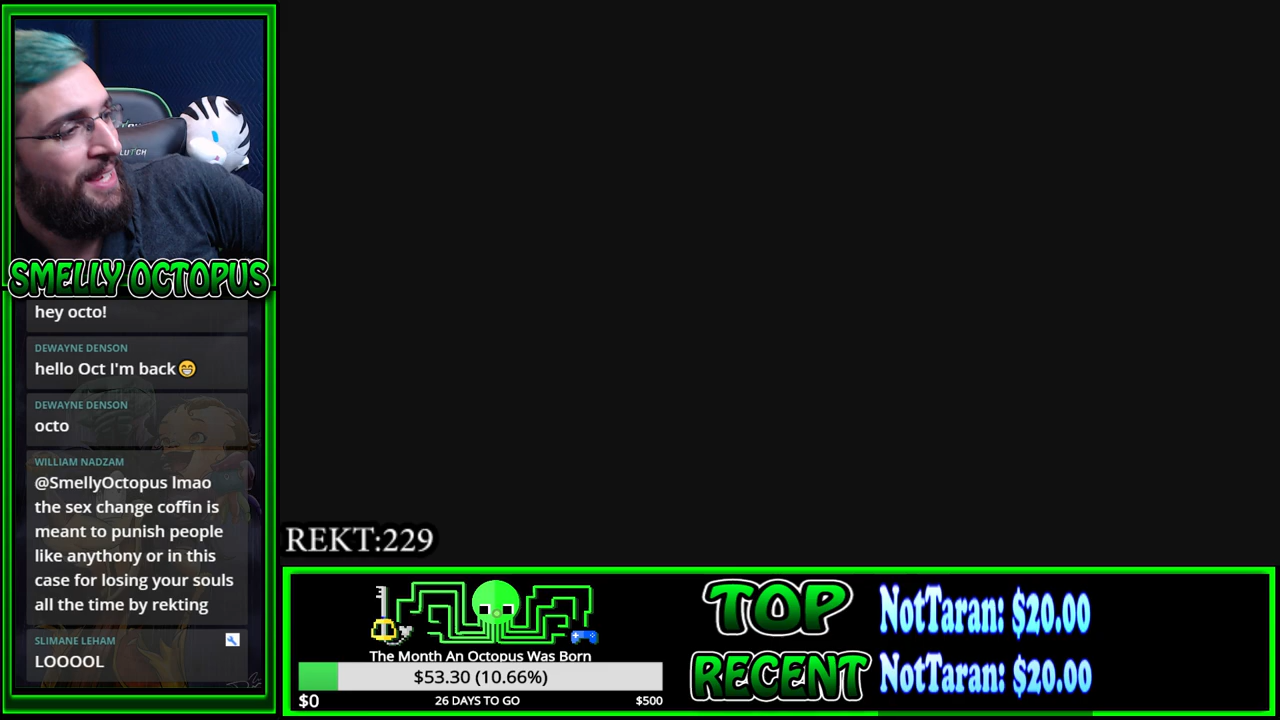 LUTCH
SMELLY OCTOPUS
hey octo!
DEWAYNE DENSON
hello Oct I'm back😁
DEWAYNE DENSON
octo
WILLIAM NADZAM
@SmellyOctopus lmao
the sex change coffin is
meant to punish people
like anythony or in this
case for losing your souls
all the time by rekting
SLIMANE LEHAM
LOOOOL
REKT:229
The Month An Octopus Was Born
$53.30 (10.66%)
$0
26 DAYS TO GO
$500
TOP
NotTaran: $20.00
RECENT
NotTaran: $20.00